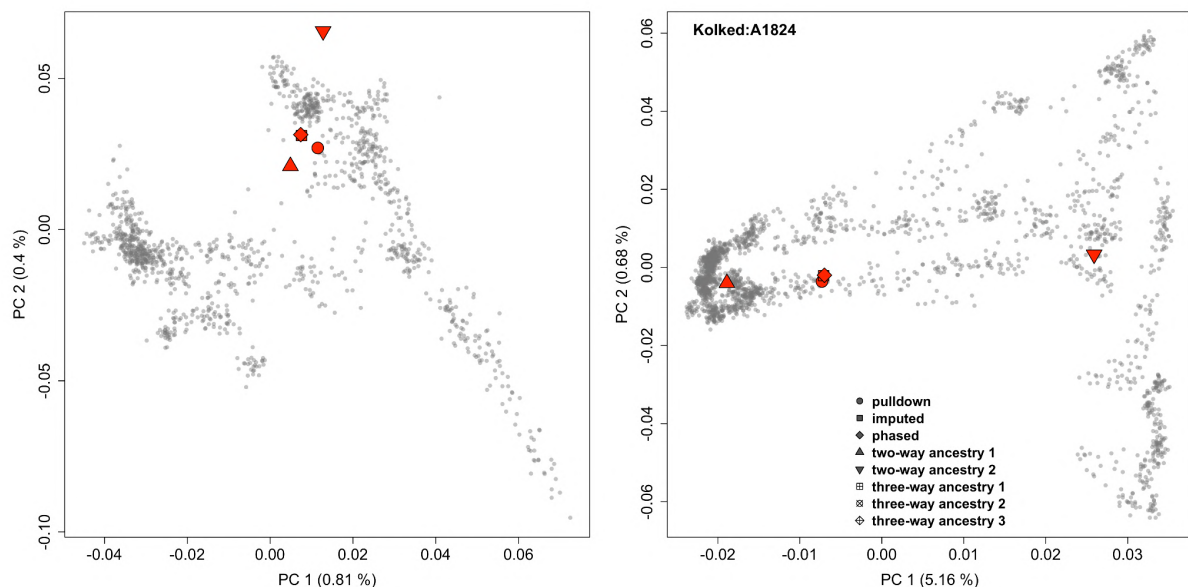 0.05
0.00
-0.05
-0.10
PC 2 (0.4 %)
-0.04
-0.02
0.00
0.02
0.04
0.06
PC 1 (0.81 %)
Kolked:A1824
0.06
0.04
0.02
0.00
-0.02
-0.04
-0.06
PC 2 (0.68 %)
pulldown
imputed
phased
two-way ancestry 1
two-way ancestry 2
three-way ancestry 1
three-way ancestry 2
three-way ancestry 3
-0.02
-0.01
0.00
0.01
0.02
0.03
PC 1 (5.16 %)